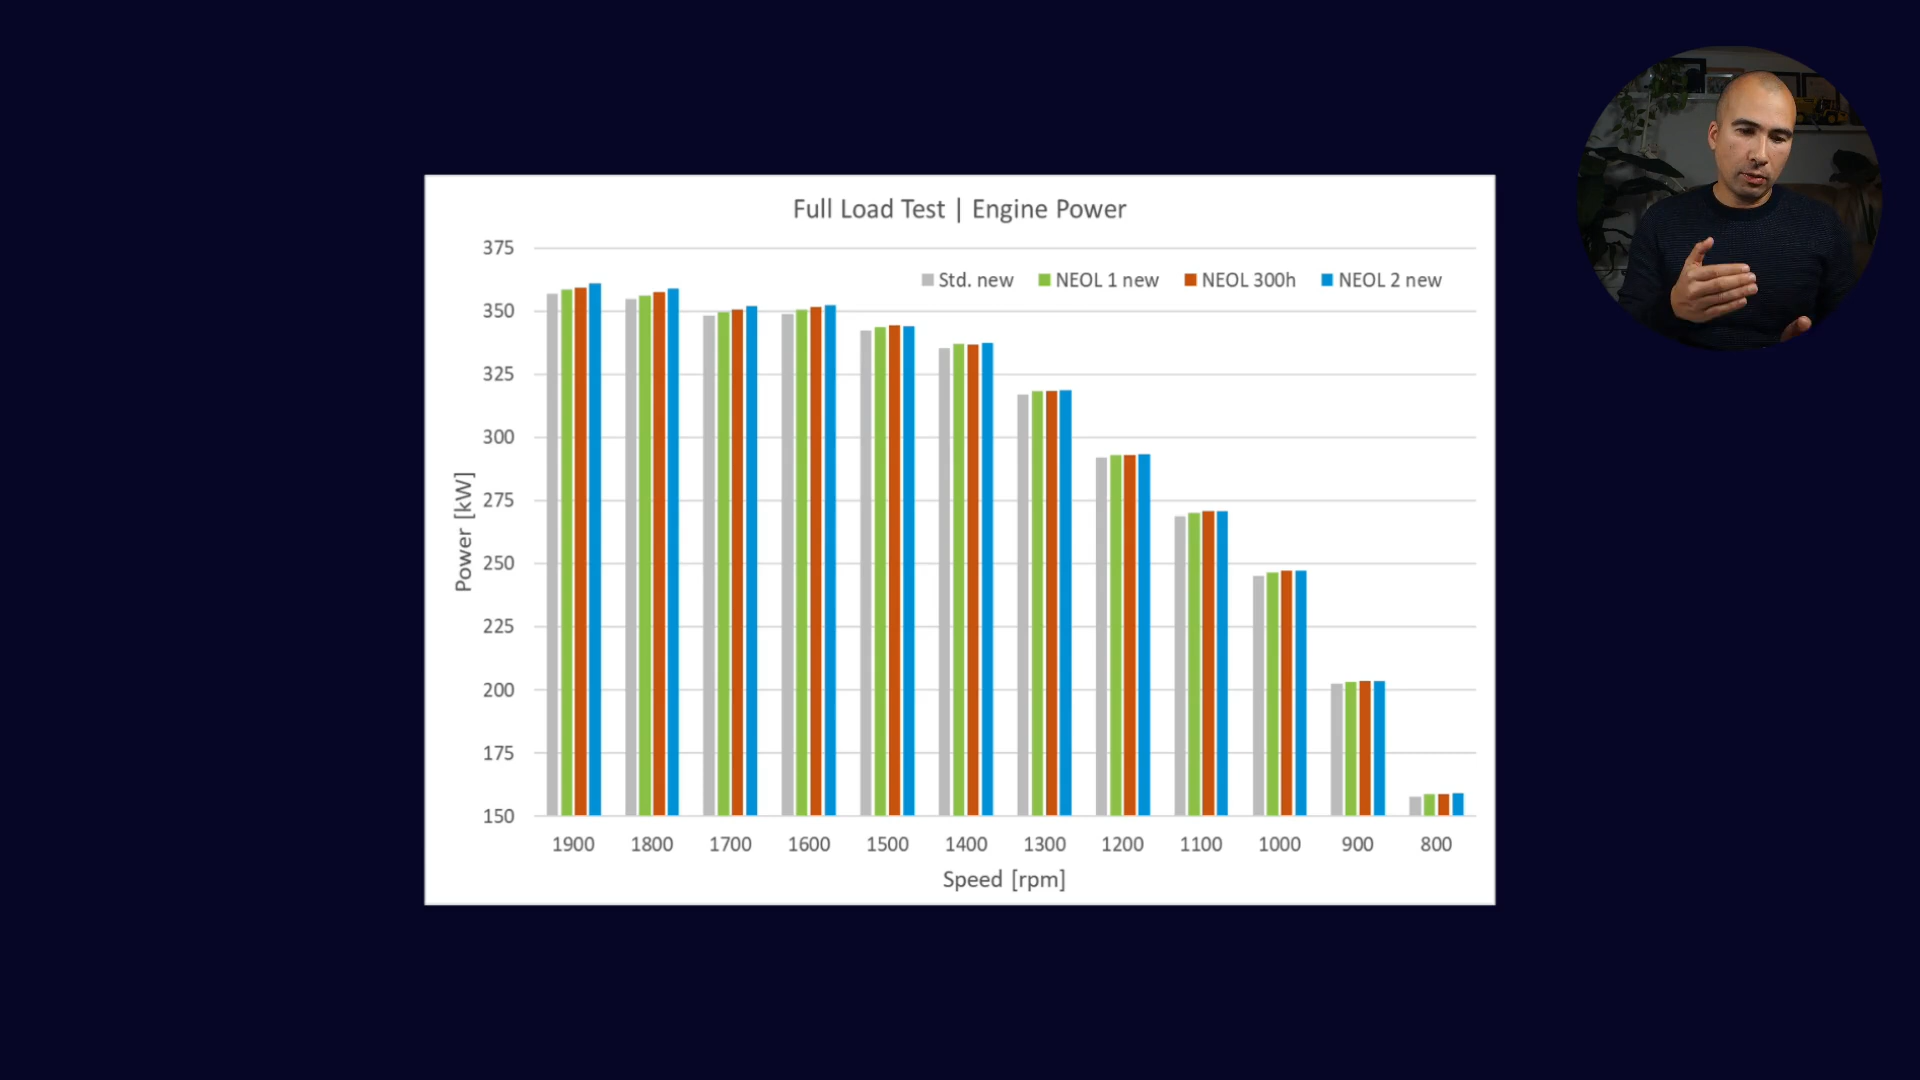 Full Load Test | Engine Power
375
Std. new NEOL 1 new NEOL 300h NEOL 2 new
350
325
300
275
250
225
200
175
150
Power [kW]
1900 1800 1700 1600 1500 1400 1300 1200 1100 1000 900 800
Speed [rpm]